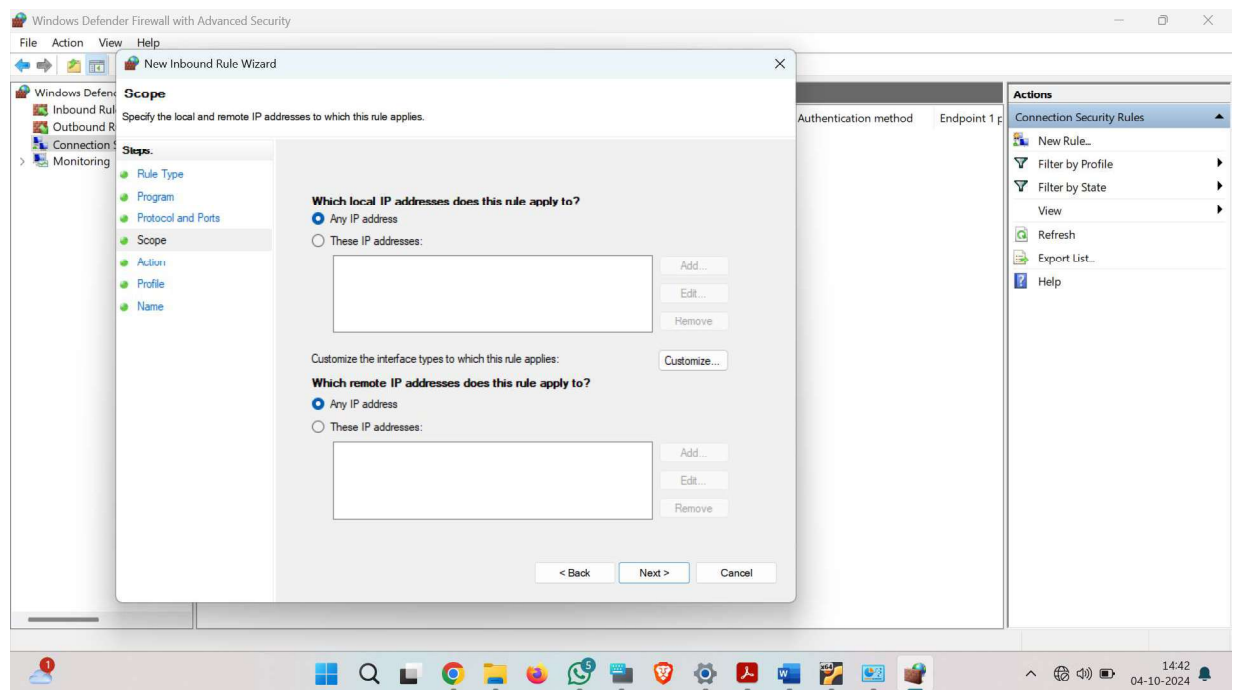 Windows Defender Firewall with Advanced Security
File Action View Help
New Inbound Rule Wizard
Windows Defend
Inbound Rul
Outbound R
Connection S
Monitoring
Scope
Specify the local and remote IP addresses to which this rule applies.
Steps:
Rule Type
Program
Protocol and Ports
Scope
Action
Profile
Name
Which local IP addresses does this rule apply to?
Any IP address
These IP addresses:
Add...
Edit...
Remove
Customize the interface types to which this rule applies:
Customize...
Which remote IP addresses does this rule apply to?
Any IP address
These IP addresses:
Add...
Edit...
Remove
< Back
Next >
Cancel
Authentication method
Endpoint 1 p
Actions
Connection Security Rules
New Rule...
Filter by Profile
Filter by State
View
Refresh
Export List...
Help
1
5
x64
14:42
04-10-2024